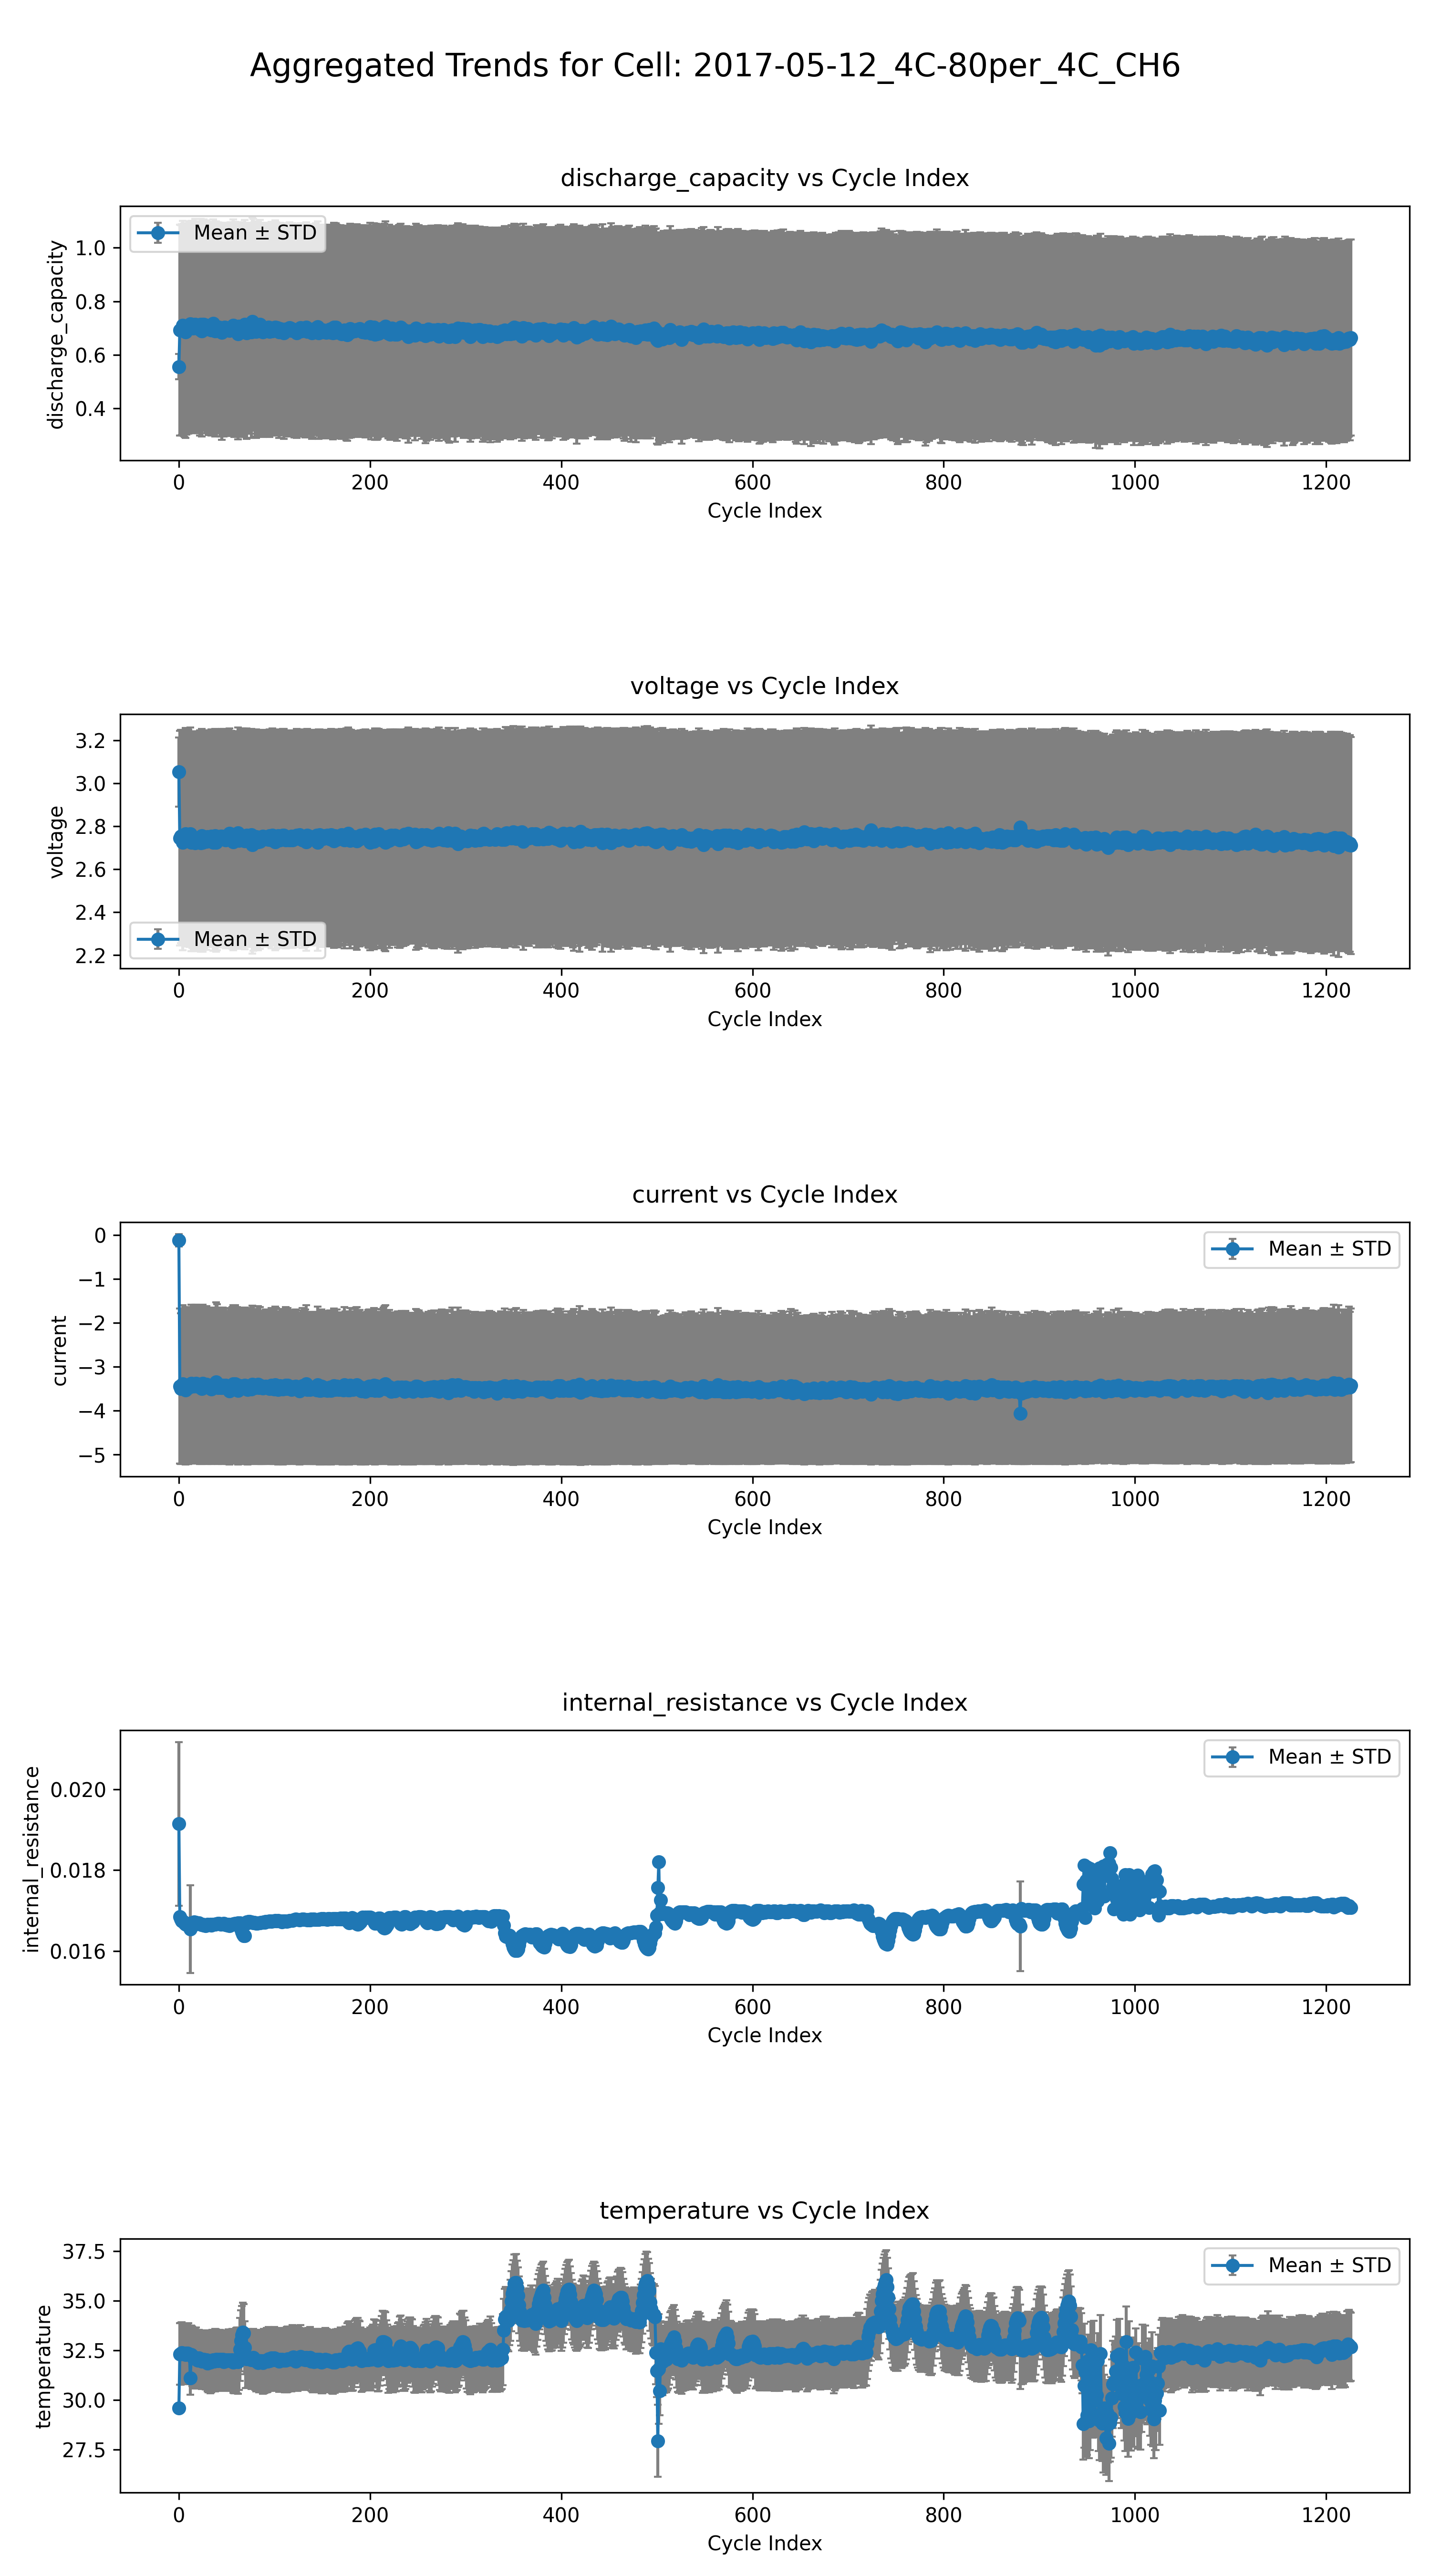 Aggregated Trends for Cell: 2017-05-12_4C-80per_4C_CH6
discharge_capacity vs Cycle Index
Mean ± STD
discharge_capacity
1.0
0.8
0.6
0.4
0 200 400 600 800 1000 1200
Cycle Index
voltage vs Cycle Index
voltage
3.2
3.0
2.8
2.6
2.4
2.2
Mean ± STD
0 200 400 600 800 1000 1200
Cycle Index
current vs Cycle Index
Mean ± STD
current
0
−1
−2
−3
−4
−5
0 200 400 600 800 1000 1200
Cycle Index
internal_resistance vs Cycle Index
Mean ± STD
internal_resistance
0.020
0.018
0.016
0 200 400 600 800 1000 1200
Cycle Index
temperature vs Cycle Index
Mean ± STD
temperature
37.5
35.0
32.5
30.0
27.5
0 200 400 600 800 1000 1200
Cycle Index